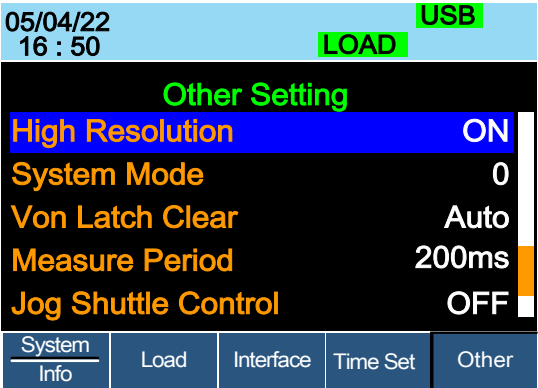 05/04/22 USB
16 : 50 LOAD
Other Setting
High Resolution ON
System Mode 0
Von Latch Clear Auto
Measure Period 200ms
Jog Shuttle Control OFF
System
Info Load Interface Time Set Other